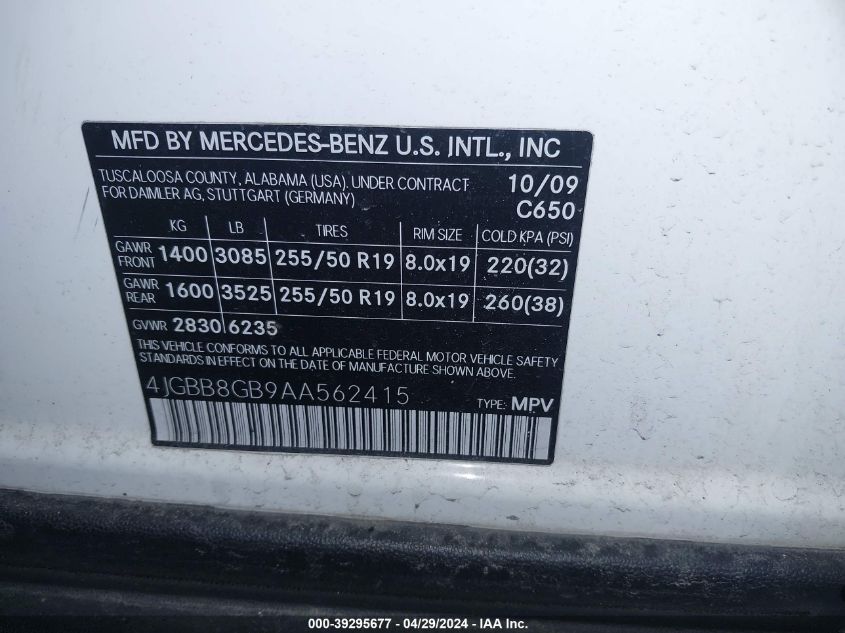 MFD BY MERCEDES-BENZ U.S. INTL., INC
TUSCALOOSA COUNTY, ALABAMA (USA). UNDER CONTRACT 10/09
FOR DAIMLER AG, STUTTGART (GERMANY) C650
KG LB TIRES RIM SIZE COLD KPA (PSI)
GAWR FRONT 1400 3085 255/50 R19 8.0x19 220(32)
GAWR REAR 1600 3525 255/50 R19 8.0x19 260(38)
GVWR 2830 6235
THIS VEHICLE CONFORMS TO ALL APPLICABLE FEDERAL MOTOR VEHICLE SAFETY
STANDARDS IN EFFECT ON THE DATE OF MANUFACTURE SHOWN ABOVE.
4JGBB8GB9AA562415 TYPE: MPV
000-39295677 - 04/29/2024 - IAA Inc.